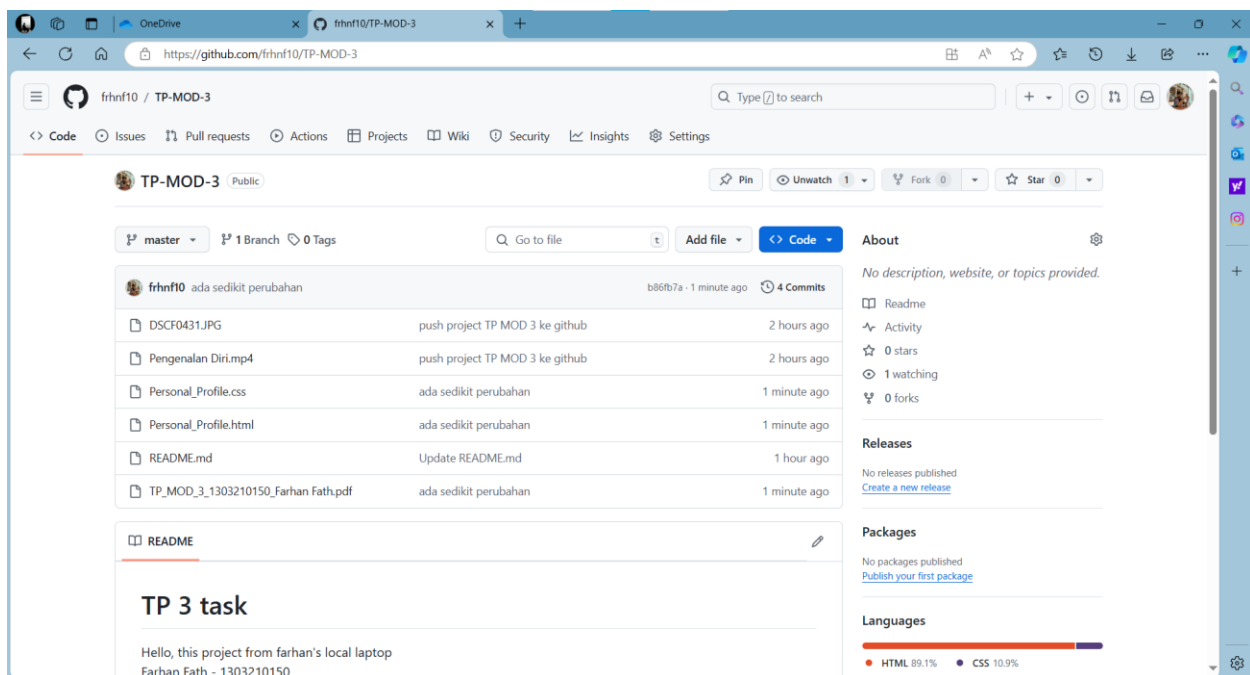 OneDrive
frhnf10/TP-MOD-3
https://github.com/frhnf10/TP-MOD-3
frhnf10 / TP-MOD-3
Type / to search
Code Issues Pull requests Actions Projects Wiki Security Insights Settings
TP-MOD-3 Public
Pin Unwatch 1 Fork 0 Star 0
master 1 Branch 0 Tags Go to file t Add file Code
frhnf10 ada sedikit perubahan b86fb7a · 1 minute ago 4 Commits
DSCF0431.JPG push project TP MOD 3 ke github 2 hours ago
Pengenalan Diri.mp4 push project TP MOD 3 ke github 2 hours ago
Personal_Profile.css ada sedikit perubahan 1 minute ago
Personal_Profile.html ada sedikit perubahan 1 minute ago
README.md Update README.md 1 hour ago
TP_MOD_3_1303210150_Farhan Fath.pdf ada sedikit perubahan 1 minute ago
README
TP 3 task
Hello, this project from farhan's local laptop
Farhan Fath - 1303210150
About
No description, website, or topics provided.
Readme
Activity
0 stars
1 watching
0 forks
Releases
No releases published
Create a new release
Packages
No packages published
Publish your first package
Languages
HTML 89.1% CSS 10.9%